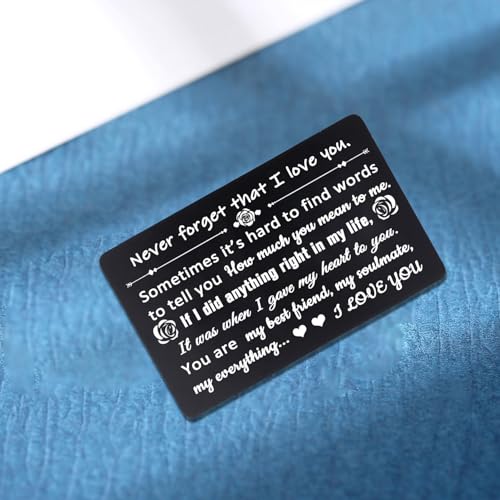 Never forget that I love you.
Sometimes it's hard to find words
to tell you How much you mean to me.
If I did anything right in my life,
It was when I gave my heart to you.
You are my best friend, my soulmate,
my everything... I LOVE YOU